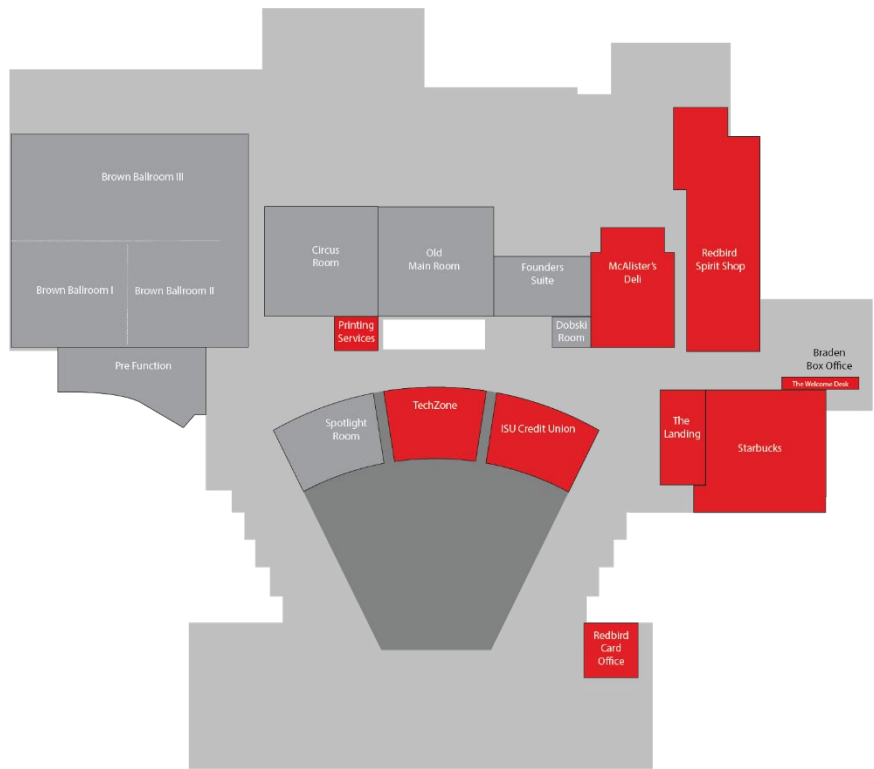 Brown Ballroom III
Brown Ballroom I
Brown Ballroom II
Pre Function
Circus
Room
Old
Main Room
Founders
Suite
McAlister's
Deli
Redbird
Spirit Shop
Printing
Services
Dobski
Room
Braden
Box Office
The Welcome Desk
Spotlight
Room
TechZone
ISU Credit Union
The
Landing
Starbucks
Redbird
Card
Office